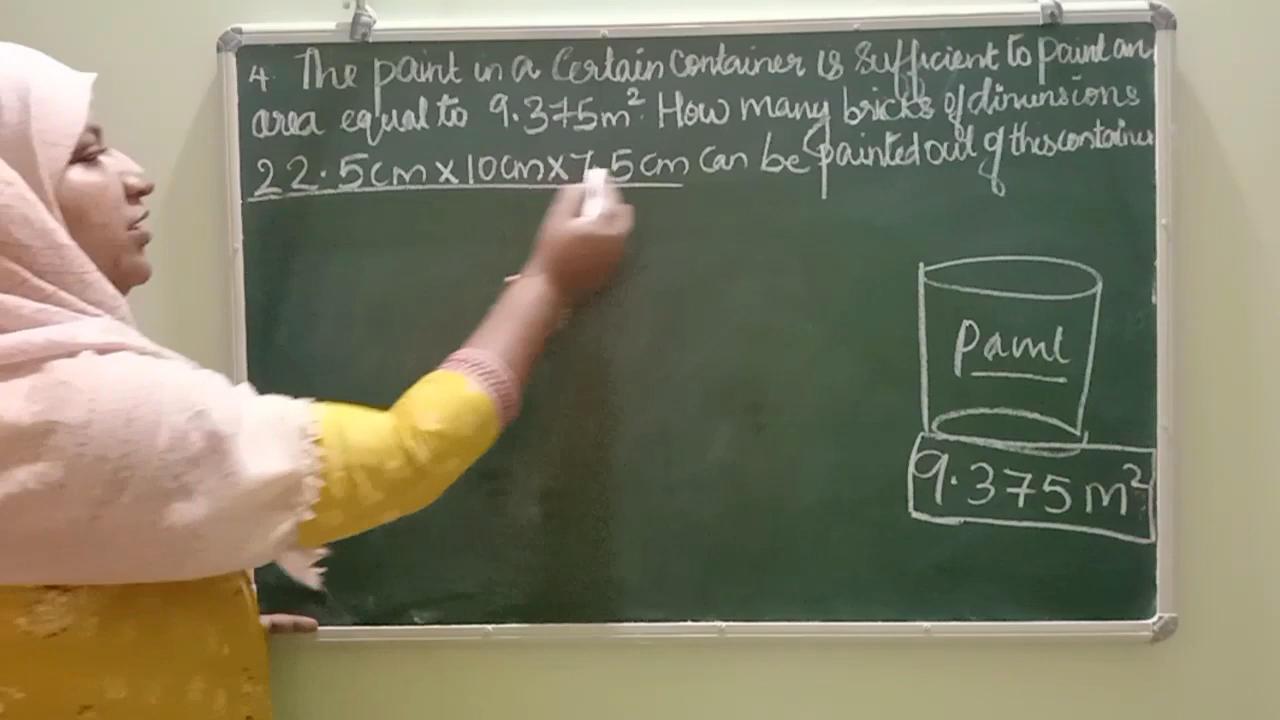 4. The paint in a Certain container is Sufficient to Paint an
area equal to 9.375m². How many bricks of dimensions
22.5cm x 10cm x 7.5cm can be painted out of this container
Paint
9.375m²